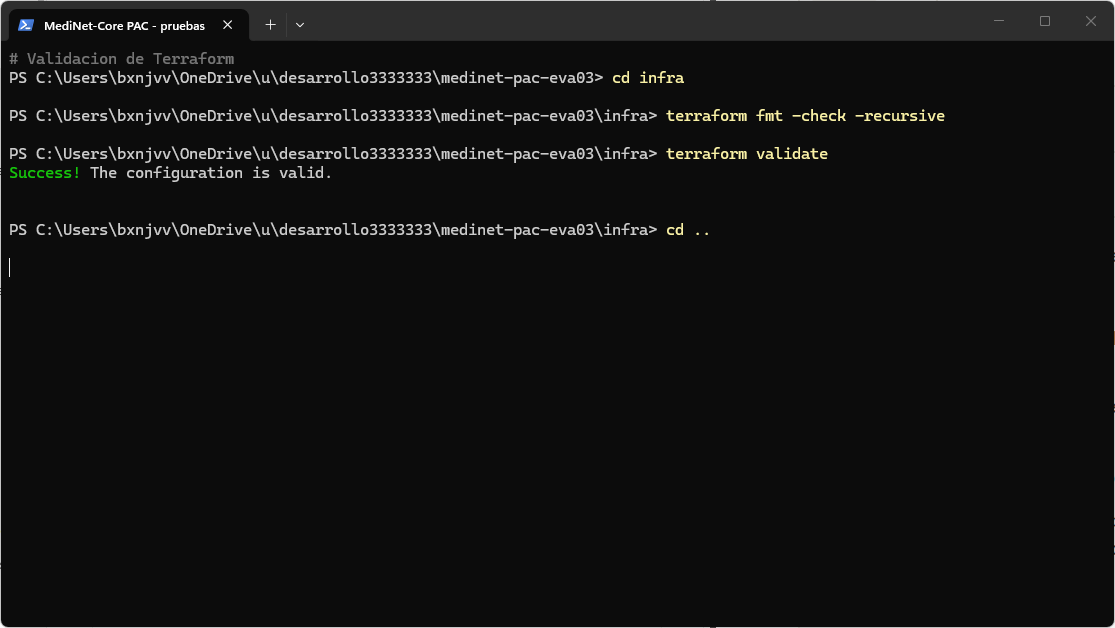 MediNet-Core PAC - pruebas
# Validacion de Terraform
PS C:\Users\bxnjvv\OneDrive\u\desarrollo3333333\medinet-pac-eva03> cd infra
PS C:\Users\bxnjvv\OneDrive\u\desarrollo3333333\medinet-pac-eva03\infra> terraform fmt -check -recursive
PS C:\Users\bxnjvv\OneDrive\u\desarrollo3333333\medinet-pac-eva03\infra> terraform validate
Success! The configuration is valid.
PS C:\Users\bxnjvv\OneDrive\u\desarrollo3333333\medinet-pac-eva03\infra> cd ..